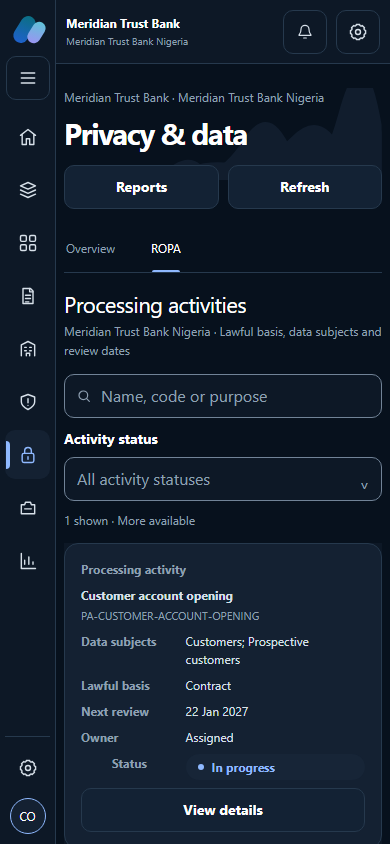 Meridian Trust Bank
Meridian Trust Bank Nigeria
Meridian Trust Bank · Meridian Trust Bank Nigeria
Privacy & data
Reports
Refresh
Overview
ROPA
Processing activities
Meridian Trust Bank Nigeria · Lawful basis, data subjects and
review dates
Name, code or purpose
Activity status
All activity statuses
1 shown · More available
Processing activity
Customer account opening
PA-CUSTOMER-ACCOUNT-OPENING
Data subjects Customers; Prospective
customers
Lawful basis Contract
Next review 22 Jan 2027
Owner Assigned
Status In progress
View details
CO